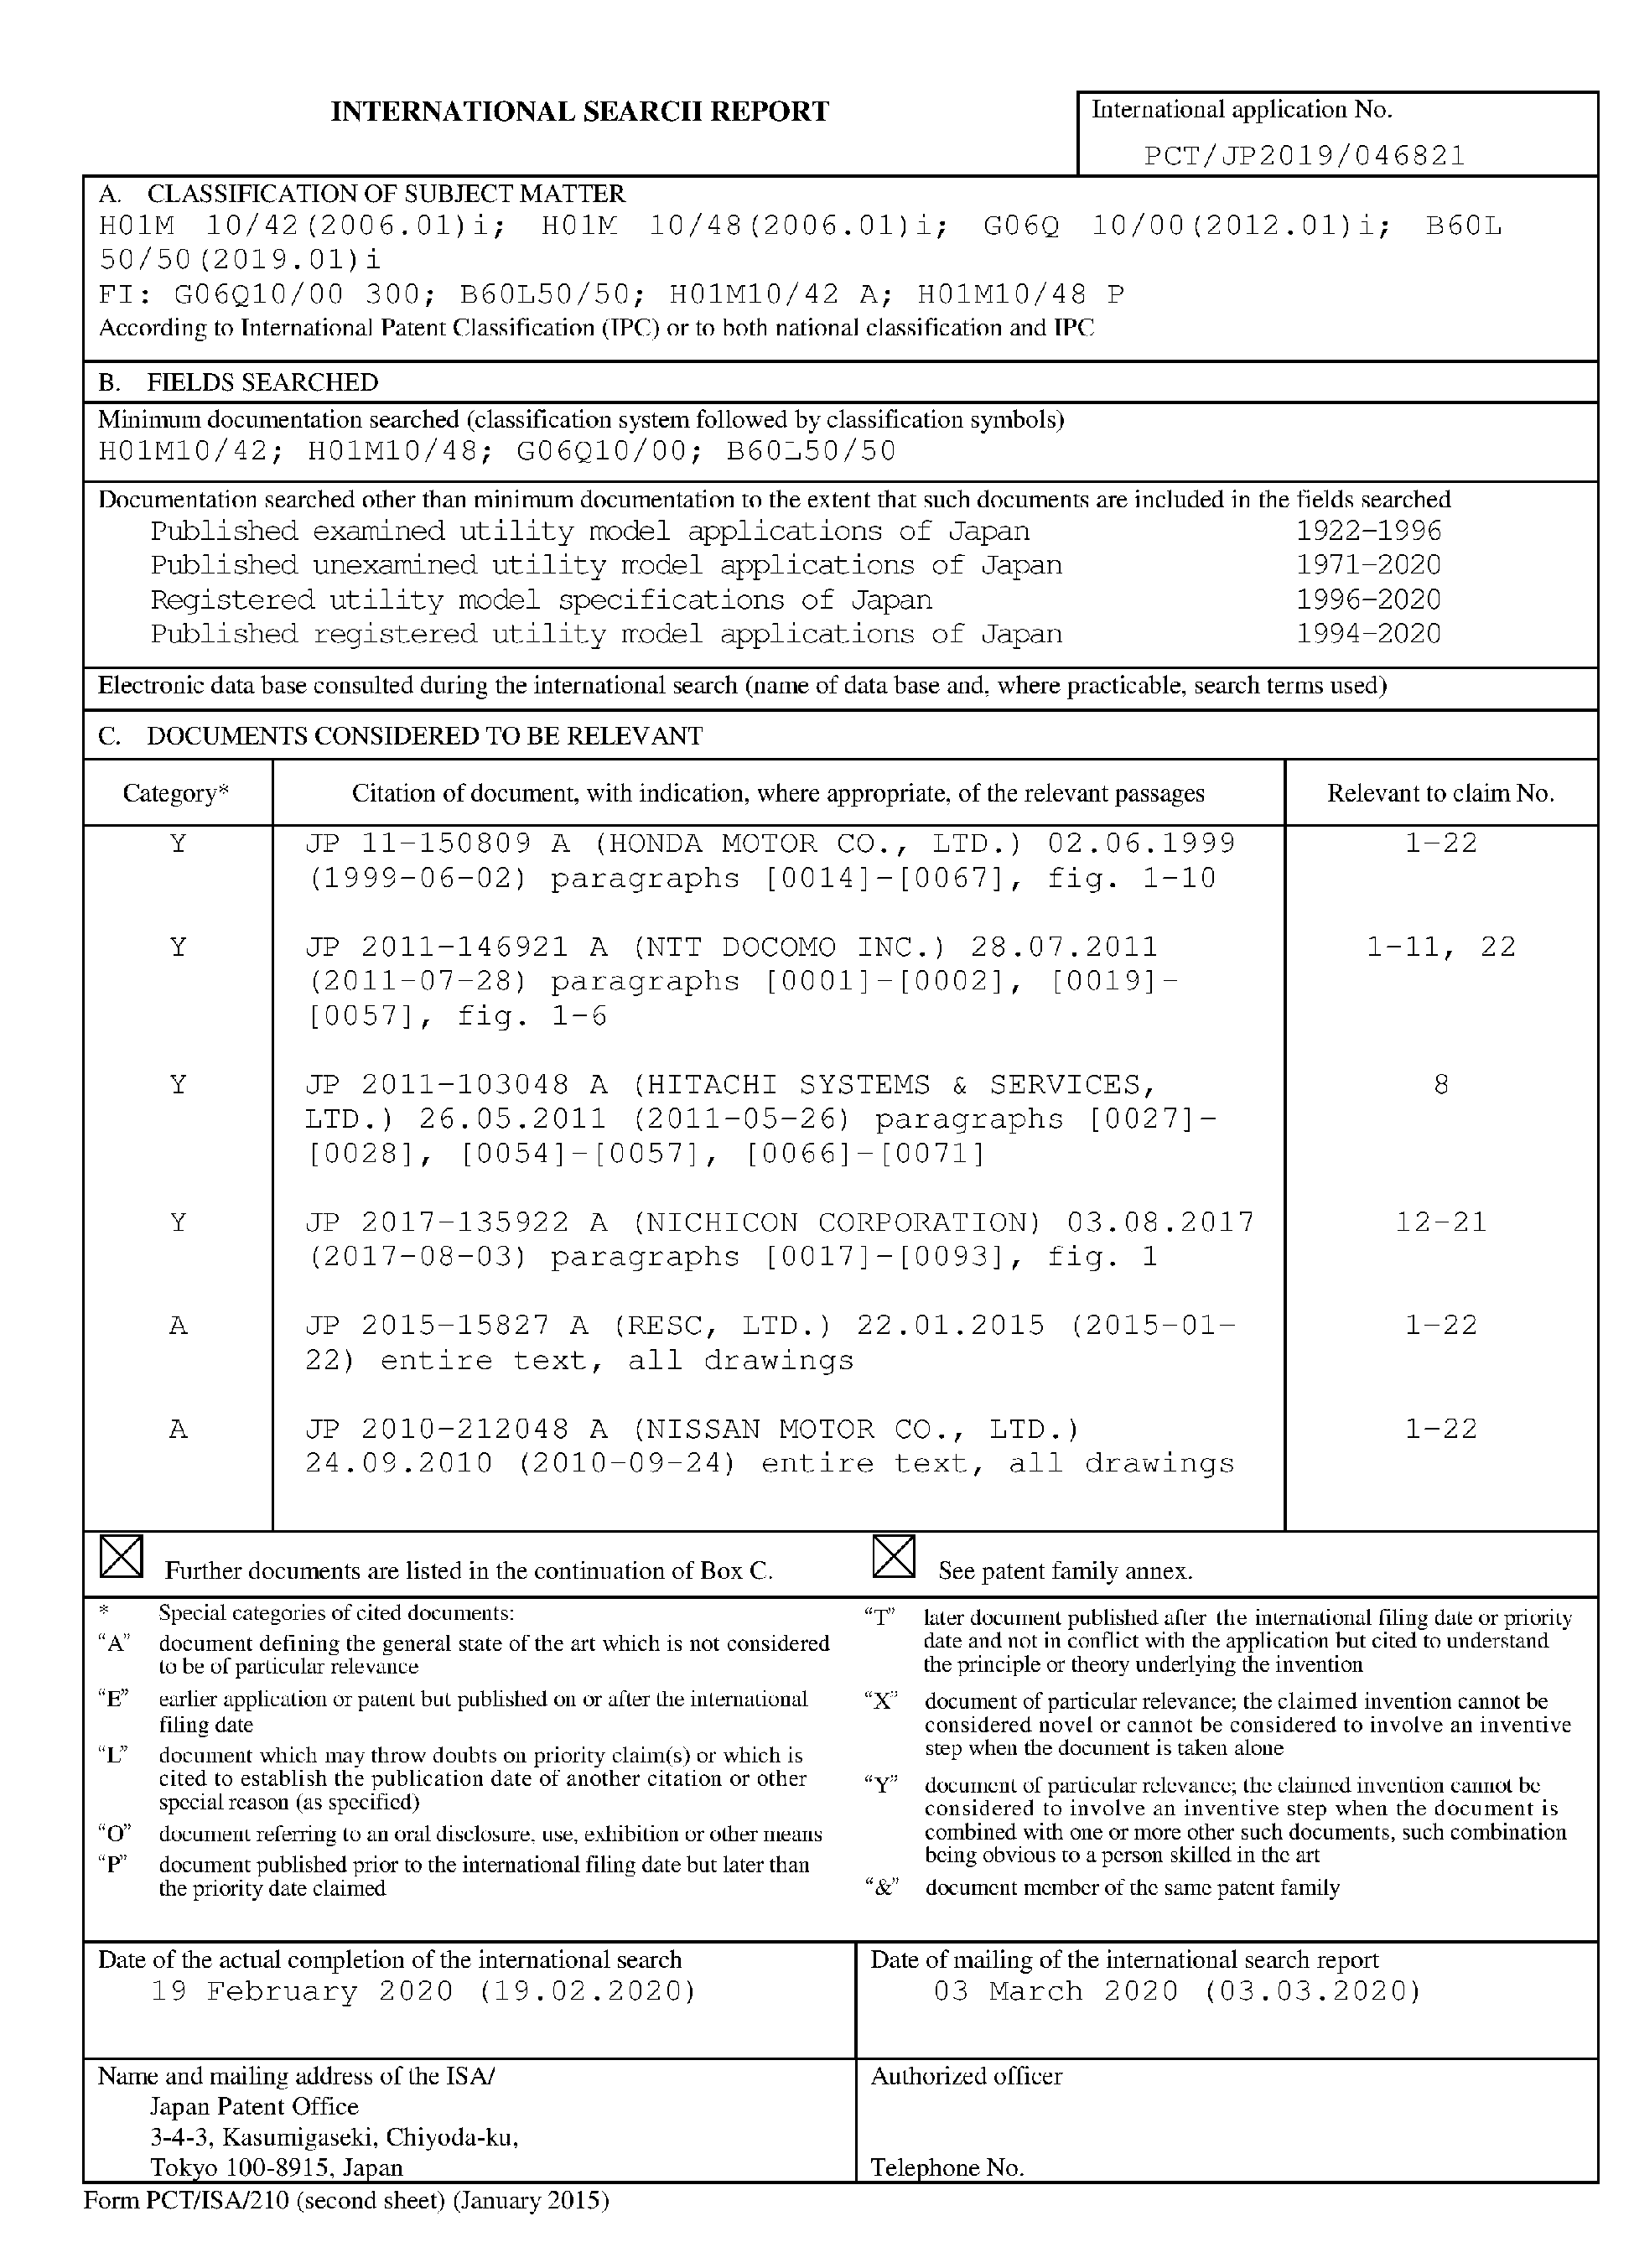 INTERNATIONAL SEARCH REPORT
International application No.
PCT/JP2019/046821
A. CLASSIFICATION OF SUBJECT MATTER
H01M 10/42(2006.01)i; H01M 10/48(2006.01)i; G06Q 10/00(2012.01)i; B60L
50/50(2019.01)i
FI: G06Q10/00 300; B60L50/50; H01M10/42 A; H01M10/48 P
According to International Patent Classification (IPC) or to both national classification and IPC
B. FIELDS SEARCHED
Minimum documentation searched (classification system followed by classification symbols)
H01M10/42; H01M10/48; G06Q10/00; B60L50/50
Documentation searched other than minimum documentation to the extent that such documents are included in the fields searched
Published examined utility model applications of Japan 1922-1996
Published unexamined utility model applications of Japan 1971-2020
Registered utility model specifications of Japan 1996-2020
Published registered utility model applications of Japan 1994-2020
Electronic data base consulted during the international search (name of data base and, where practicable, search terms used)
C. DOCUMENTS CONSIDERED TO BE RELEVANT
Category* Citation of document, with indication, where appropriate, of the relevant passages Relevant to claim No.
Y JP 11-150809 A (HONDA MOTOR CO., LTD.) 02.06.1999 1-22
(1999-06-02) paragraphs [0014]-[0067], fig. 1-10
Y JP 2011-146921 A (NTT DOCOMO INC.) 28.07.2011 1-11, 22
(2011-07-28) paragraphs [0001]-[0002], [0019]-
[0057], fig. 1-6
Y JP 2011-103048 A (HITACHI SYSTEMS & SERVICES, 8
LTD.) 26.05.2011 (2011-05-26) paragraphs [0027]-
[0028], [0054]-[0057], [0066]-[0071]
Y JP 2017-135922 A (NICHICON CORPORATION) 03.08.2017 12-21
(2017-08-03) paragraphs [0017]-[0093], fig. 1
A JP 2015-15827 A (RESC, LTD.) 22.01.2015 (2015-01- 1-22
22) entire text, all drawings
A JP 2010-212048 A (NISSAN MOTOR CO., LTD.) 1-22
24.09.2010 (2010-09-24) entire text, all drawings
Further documents are listed in the continuation of Box C. See patent family annex.
* Special categories of cited documents:
"A" document defining the general state of the art which is not considered
to be of particular relevance
"E" earlier application or patent but published on or after the international
filing date
"L" document which may throw doubts on priority claim(s) or which is
cited to establish the publication date of another citation or other
special reason (as specified)
"O" document referring to an oral disclosure, use, exhibition or other means
"P" document published prior to the international filing date but later than
the priority date claimed
"T" later document published after the international filing date or priority
date and not in conflict with the application but cited to understand
the principle or theory underlying the invention
"X" document of particular relevance; the claimed invention cannot be
considered novel or cannot be considered to involve an inventive
step when the document is taken alone
"Y" document of particular relevance; the claimed invention cannot be
considered to involve an inventive step when the document is
combined with one or more other such documents, such combination
being obvious to a person skilled in the art
"&" document member of the same patent family
Date of the actual completion of the international search
19 February 2020 (19.02.2020)
Date of mailing of the international search report
03 March 2020 (03.03.2020)
Name and mailing address of the ISA/
Japan Patent Office
3-4-3, Kasumigaseki, Chiyoda-ku,
Tokyo 100-8915, Japan
Authorized officer
Telephone No.
Form PCT/ISA/210 (second sheet) (January 2015)